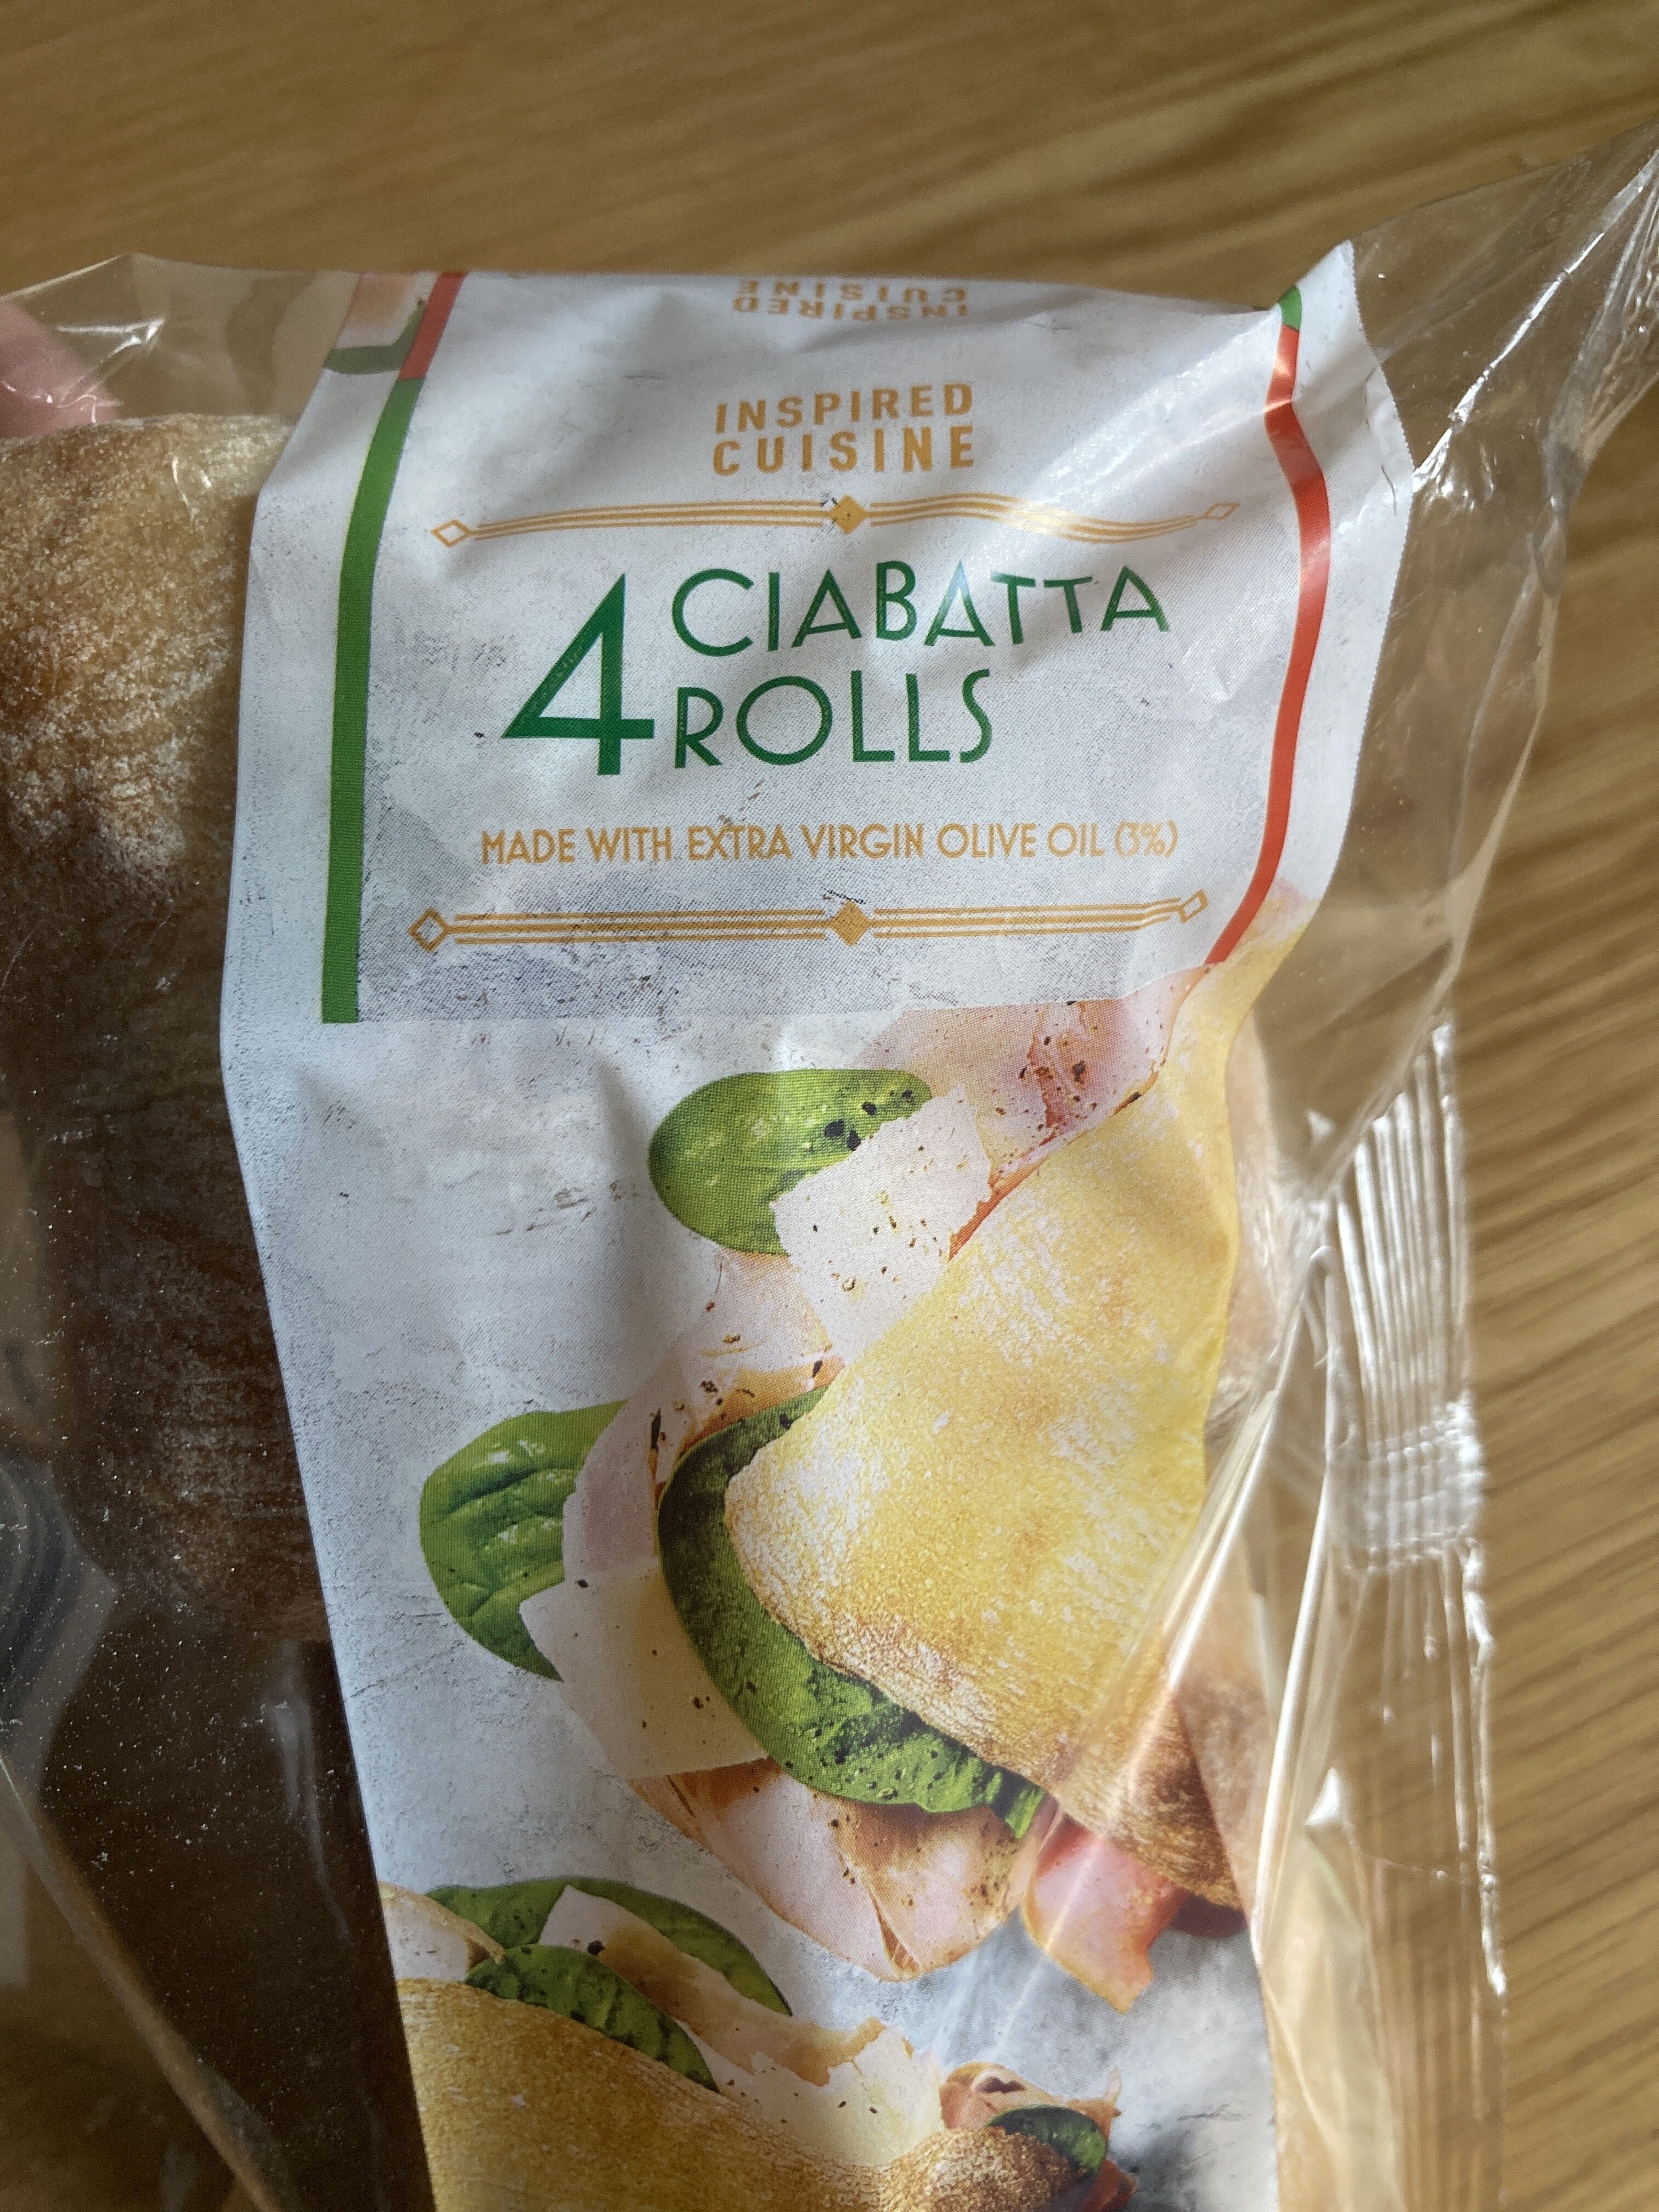 INSPIRED
CUISINE
INSPIRED
CUISINE
4 CIABATTA
ROLLS
MADE WITH EXTRA VIRGIN OLIVE OIL (3%)